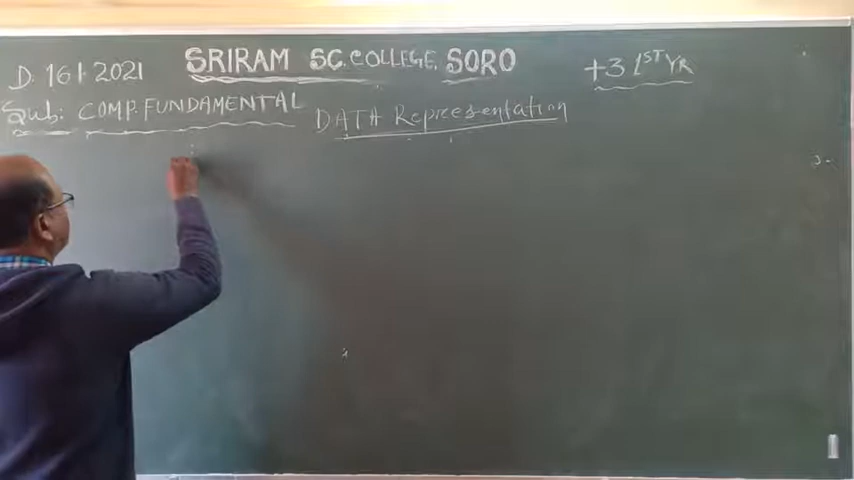 SRIRAM SC. COLLEGE, SORO
D. 16.1.2021
+3 1ST YR
Sub: COMP. FUNDAMENTAL
DATA Representation